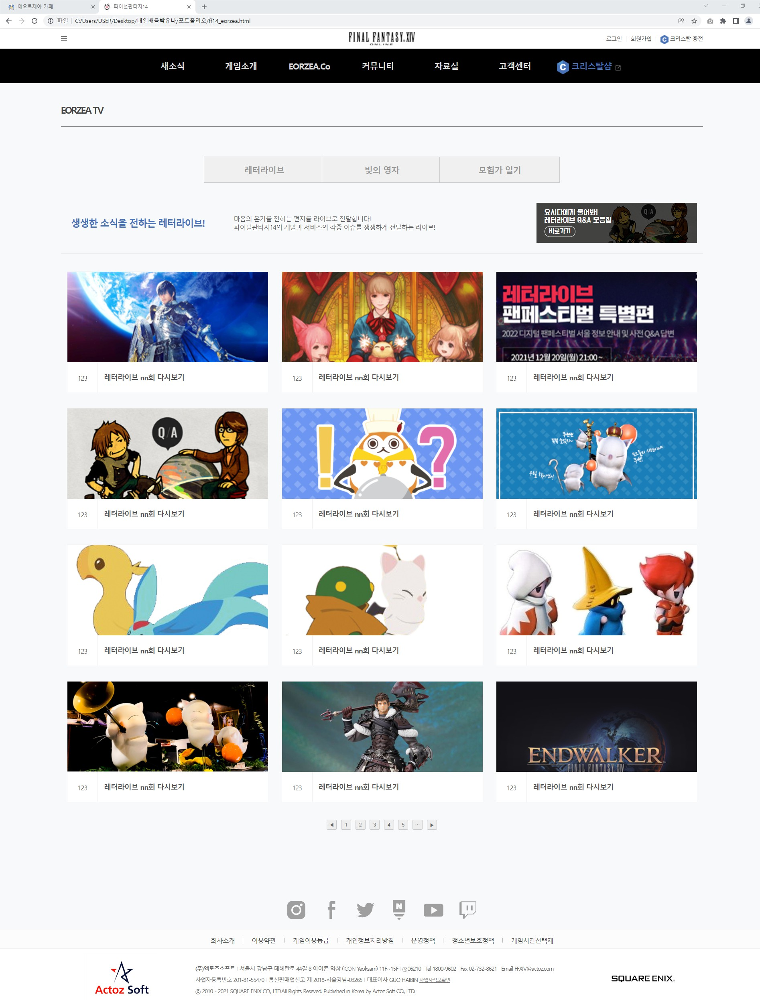 에오르제아 카페
파이널판타지14
파일 C:/Users/USER/Desktop/내일배움박유나/포트폴리오/ff14_eorzea.html
FINAL FANTASY XIV
ONLINE
로그인 회원가입 C 크리스탈 충전
새소식 게임소개 EORZEA.Co 커뮤니티 자료실 고객센터 C 크리스탈샵
EORZEA TV
레터라이브 빛의 영자 모험가 일기
생생한 소식을 전하는 레터라이브!
마음의 온기를 전하는 편지를 라이브로 전달합니다!
파이널판타지14의 개발과 서비스의 각종 이슈를 생생하게 전달하는 라이브!
요시다에게 물어봐!
레터라이브 Q&A 모음집
바로가기
Q/A
레터라이브
팬페스티벌 특별편
2022 디지털 팬페스티벌 서울 정보 안내 및 사전 Q&A 답변
2021년 12월 20일(월) 21:00 ~
123 레터라이브 nn회 다시보기
123 레터라이브 nn회 다시보기
123 레터라이브 nn회 다시보기
Q/A
! ?
우릴 찾아봐!
123 레터라이브 nn회 다시보기
123 레터라이브 nn회 다시보기
123 레터라이브 nn회 다시보기
123 레터라이브 nn회 다시보기
123 레터라이브 nn회 다시보기
123 레터라이브 nn회 다시보기
ENDWALKER
FINAL FANTASY XIV
123 레터라이브 nn회 다시보기
123 레터라이브 nn회 다시보기
123 레터라이브 nn회 다시보기
◀ 1 2 3 4 5 ··· ▶
N
회사소개 이용약관 게임이용등급 개인정보처리방침 운영정책 청소년보호정책 게임시간선택제
Actoz Soft
(주)액토즈소프트 | 서울시 강남구 테헤란로 44길 8 아이콘 역삼 (ICON Yeoksam) 11F~15F | ㉾06210 | Tel 1800-9602 | Fax 02-732-8621 | Email FFXIV@actoz.com
사업자등록번호 201-81-55470 | 통신판매업신고 제 2018-서울강남-03265 | 대표이사 GUO HAIBIN 사업자정보확인
ⓒ 2010 - 2021 SQUARE ENIX CO., LTD.All Rights Reseved. Published in Korea by Actoz Soft CO., LTD.
SQUARE ENIX.